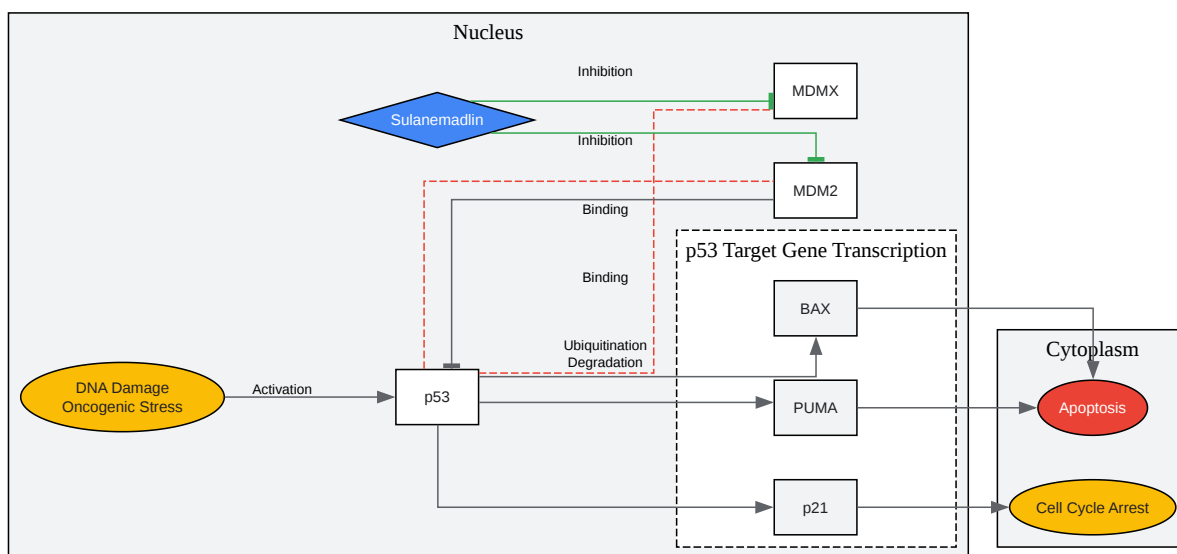 Nucleus
Inhibition
MDMX
Sulanemadlin
Inhibition
MDM2
Binding
p53 Target Gene Transcription
Binding
BAX
Ubiquitination
Degradation
Cytoplasm
DNA Damage
Oncogenic Stress
Activation
p53
PUMA
Apoptosis
p21
Cell Cycle Arrest